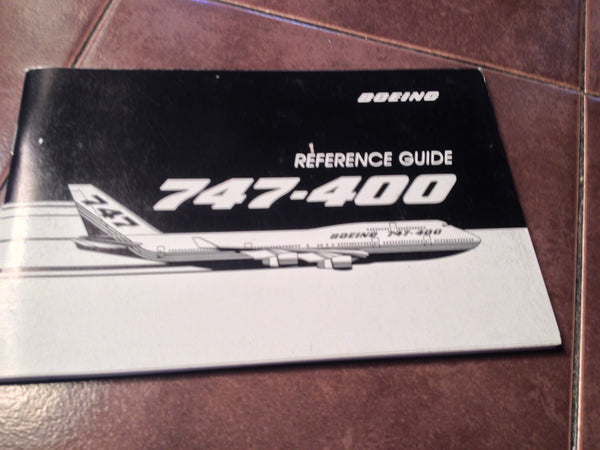 BOEING
REFERENCE GUIDE
747-400
747
BOEING 747-400